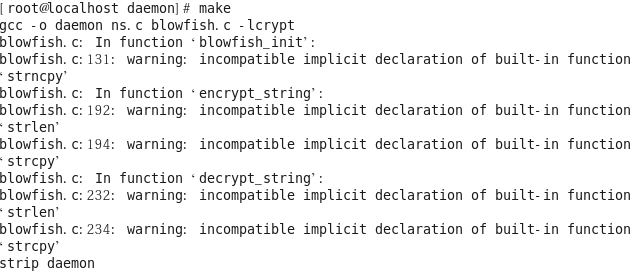 [root@localhost daemon]# make
gcc -o daemon ns.c blowfish.c -lcrypt
blowfish.c: In function ‘blowfish_init’:
blowfish.c:131: warning: incompatible implicit declaration of built-in function
‘strncpy’
blowfish.c: In function ‘encrypt_string’:
blowfish.c:192: warning: incompatible implicit declaration of built-in function
‘strlen’
blowfish.c:194: warning: incompatible implicit declaration of built-in function
‘strcpy’
blowfish.c: In function ‘decrypt_string’:
blowfish.c:232: warning: incompatible implicit declaration of built-in function
‘strlen’
blowfish.c:234: warning: incompatible implicit declaration of built-in function
‘strcpy’
strip daemon